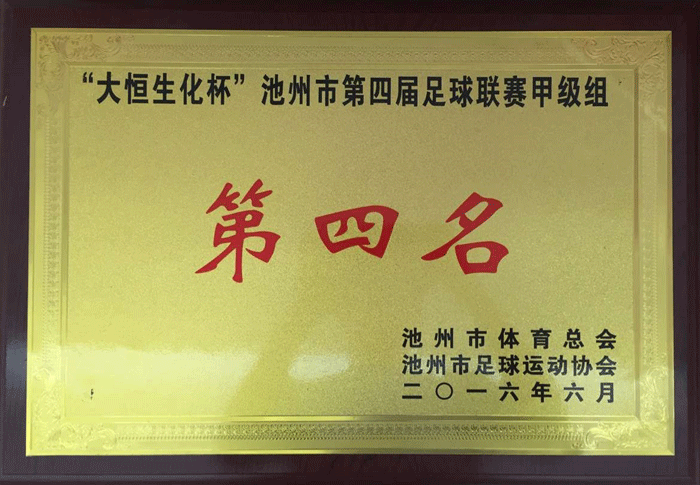 “大恒生化杯”池州市第四届足球联赛甲级组
第四名
池州市体育总会
池州市足球运动协会
二〇一六年六月